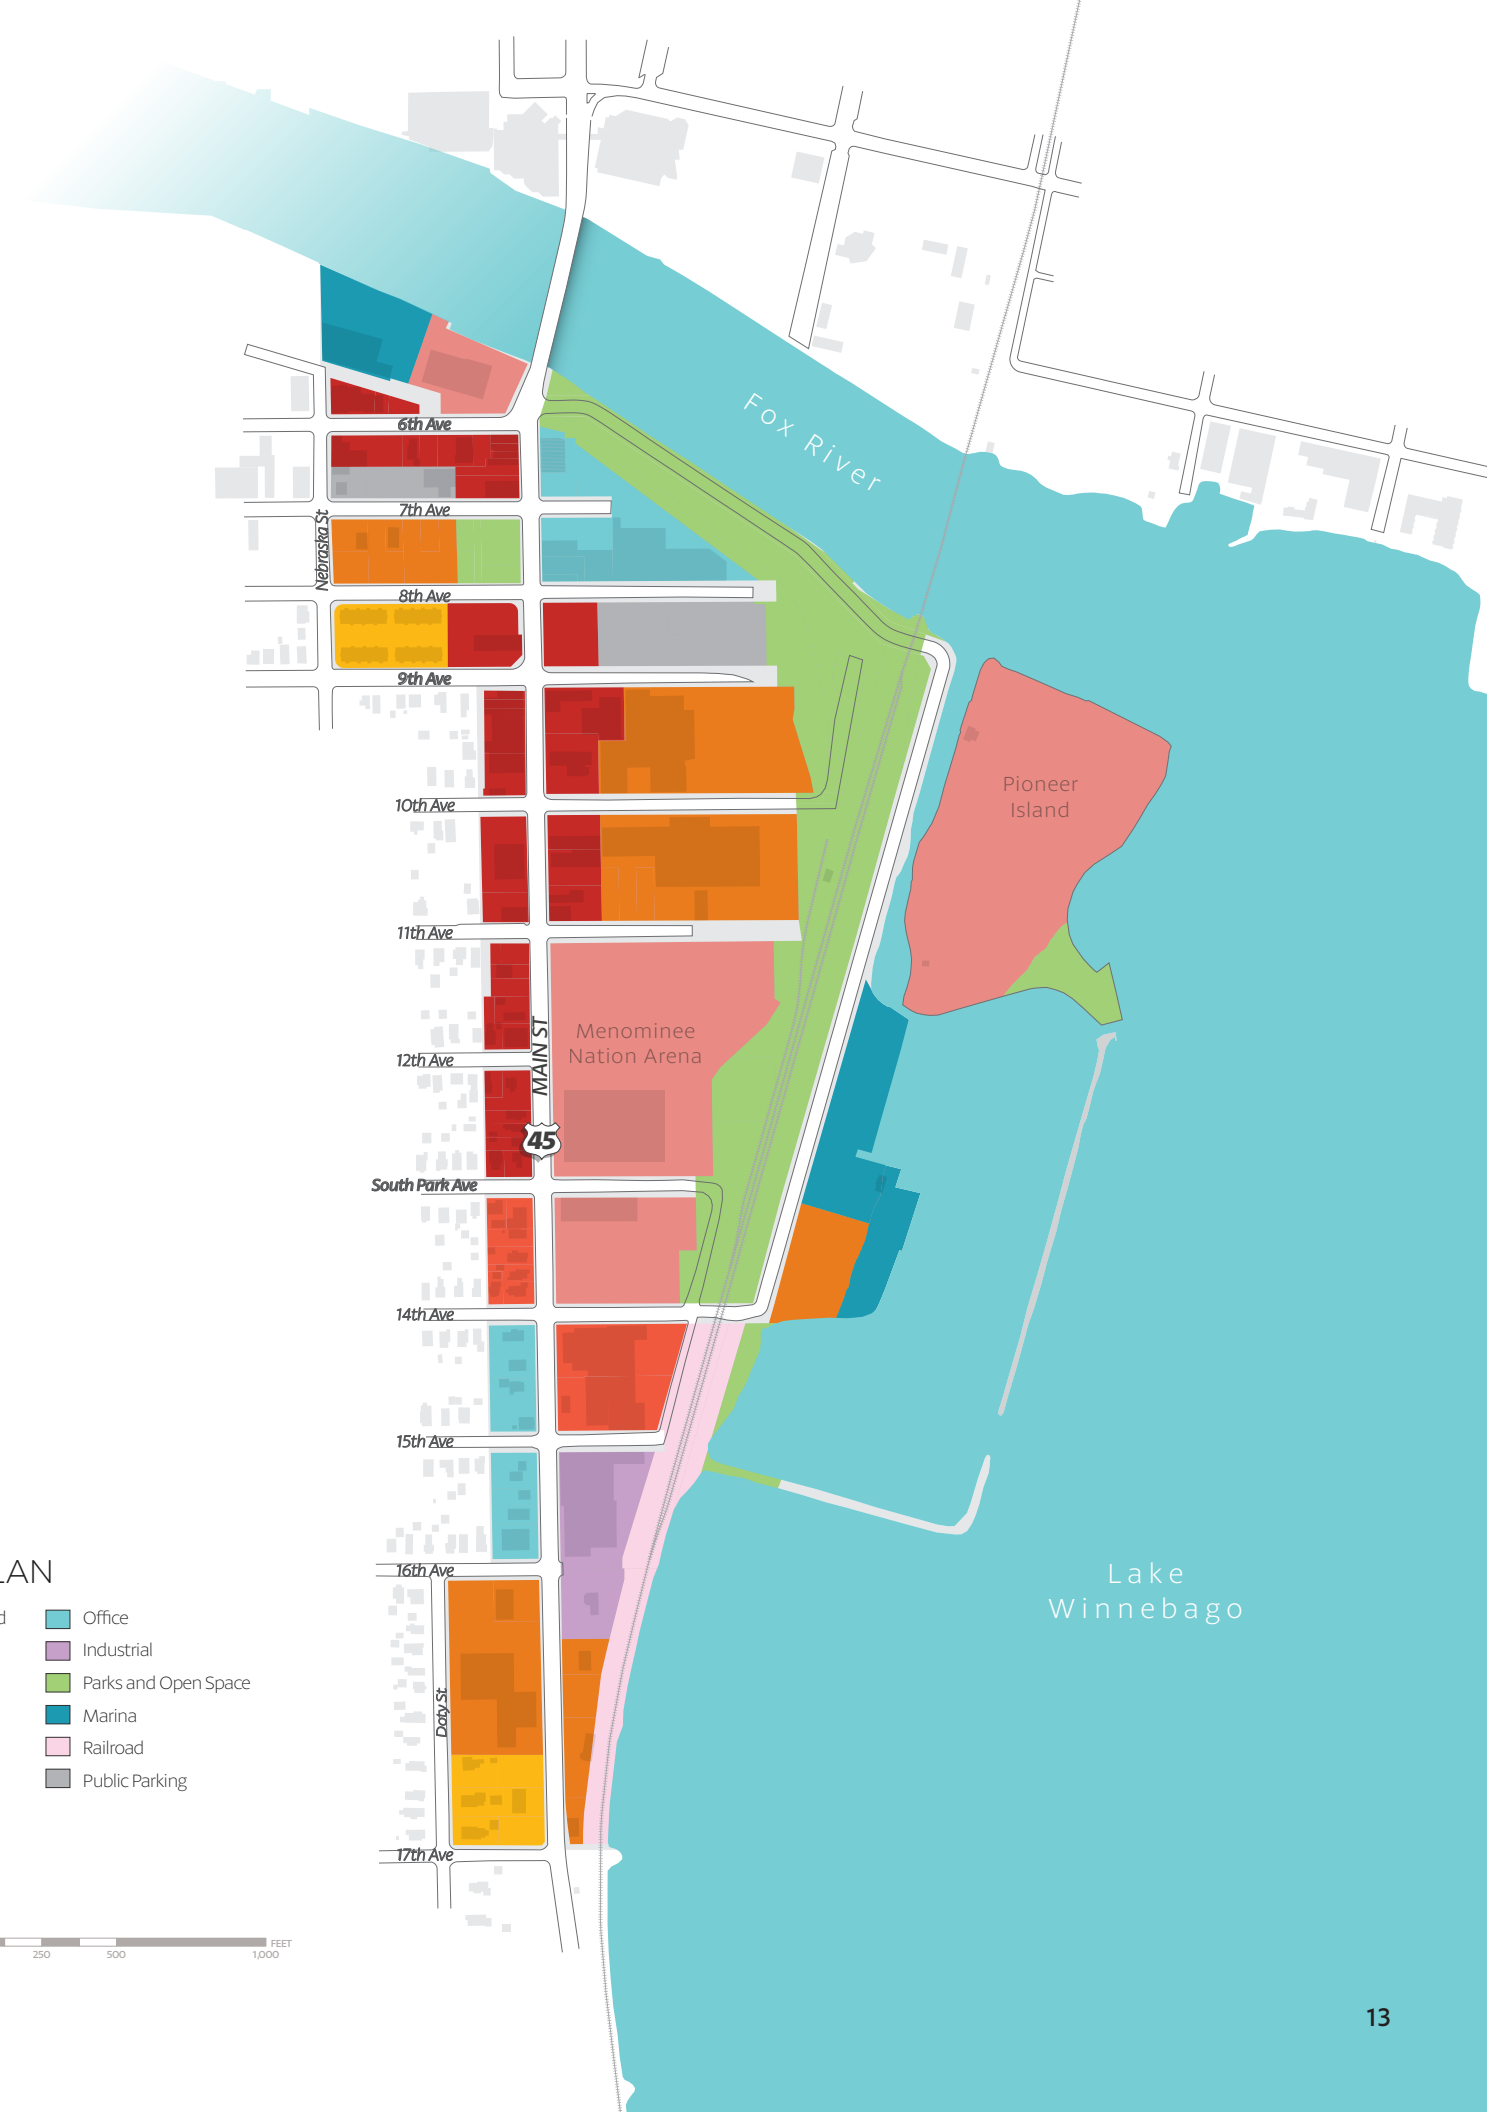 Fox River
6th Ave
7th Ave
Nebraska St
8th Ave
9th Ave
Pioneer
Island
10th Ave
11th Ave
MAIN ST
Menominee
Nation Arena
12th Ave
45
South Park Ave
14th Ave
15th Ave
16th Ave
Lake
Winnebago
Doty St
17th Ave
LAN
d
Office
Industrial
Parks and Open Space
Marina
Railroad
Public Parking
250 500 1,000 FEET
13